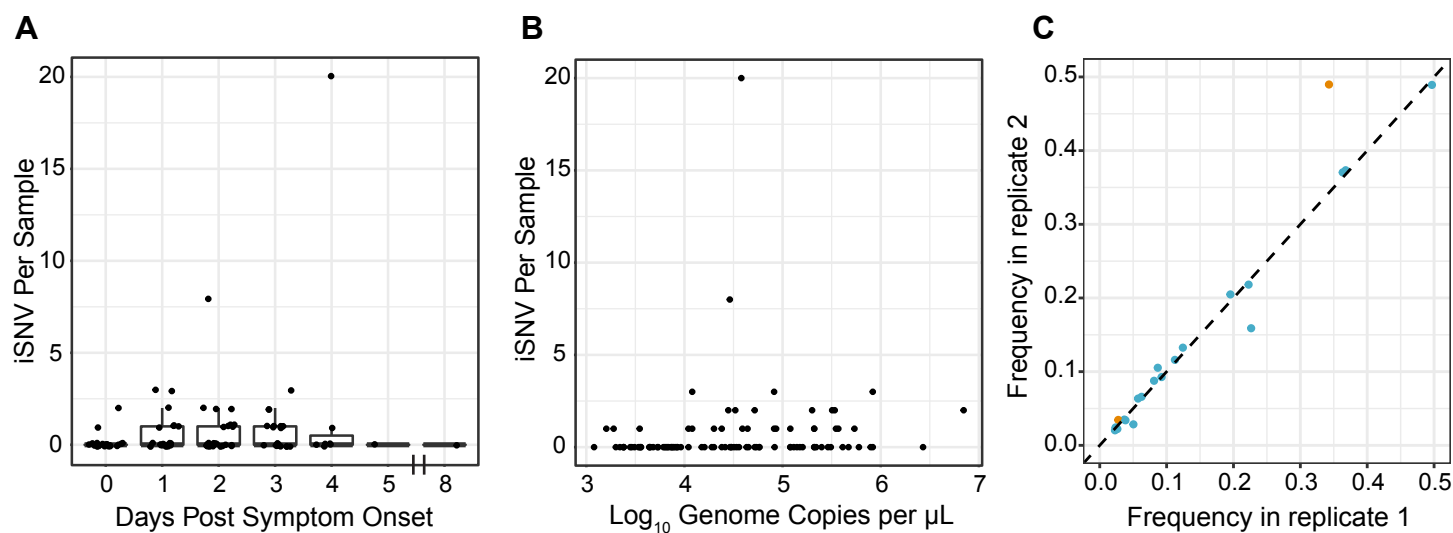 A
iSNV Per Sample
20
15
10
5
0
0 1 2 3 4 5 8
Days Post Symptom Onset
B
iSNV Per Sample
20
15
10
5
0
3 4 5 6 7
Log₁₀ Genome Copies per µL
C
Frequency in replicate 2
0.5
0.4
0.3
0.2
0.1
0.0
0.0 0.1 0.2 0.3 0.4 0.5
Frequency in replicate 1